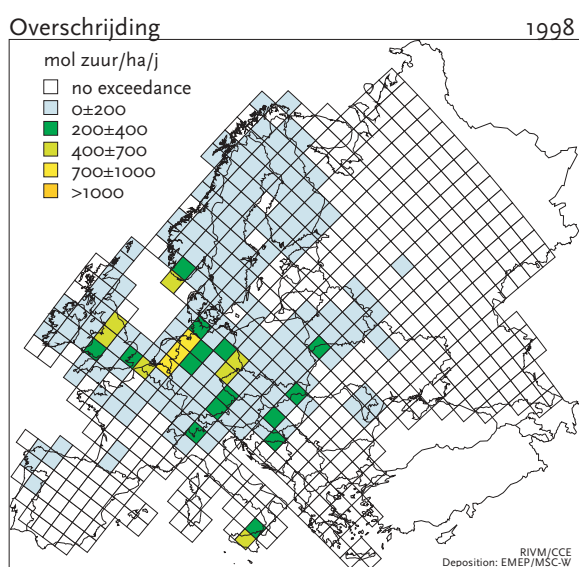 Overschrijding 1998
mol zuur/ha/j
no exceedance
0±200
200±400
400±700
700±1000
>1000
RIVM/CCE
Deposition: EMEP/MSC-W